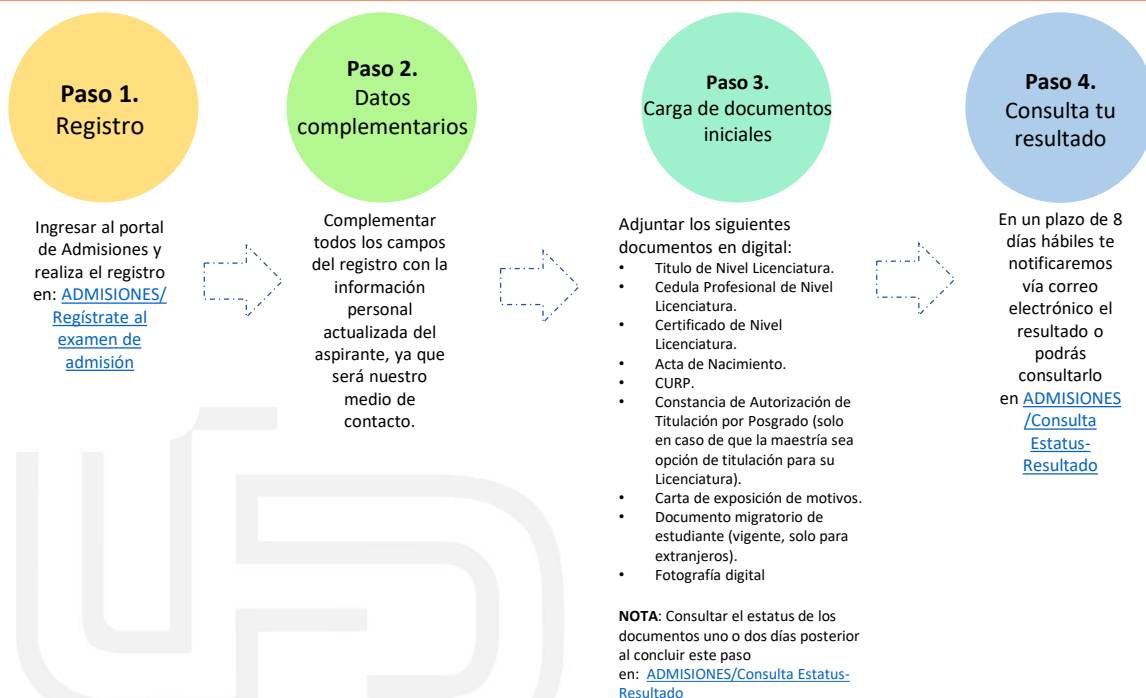 Paso 1.
Registro
Ingresar al portal
de Admisiones y
realiza el registro
en: ADMISIONES/
Regístrate al
examen de
admisión
Paso 2.
Datos
complementarios
Complementar
todos los campos
del registro con la
información
personal
actualizada del
aspirante, ya que
será nuestro
medio de
contacto.
Paso 3.
Carga de documentos
iniciales
Adjuntar los siguientes
documentos en digital:
• Titulo de Nivel Licenciatura.
• Cedula Profesional de Nivel
Licenciatura.
• Certificado de Nivel
Licenciatura.
• Acta de Nacimiento.
• CURP.
• Constancia de Autorización de
Titulación por Posgrado (solo
en caso de que la maestría sea
opción de titulación para su
Licenciatura).
• Carta de exposición de motivos.
• Documento migratorio de
estudiante (vigente, solo para
extranjeros).
• Fotografía digital
NOTA: Consultar el estatus de los
documentos uno o dos días posterior
al concluir este paso
en: ADMISIONES/Consulta Estatus-
Resultado
Paso 4.
Consulta tu
resultado
En un plazo de 8
días hábiles te
notificaremos
vía correo
electrónico el
resultado o
podrás
consultarlo
en ADMISIONES
/Consulta
Estatus-
Resultado